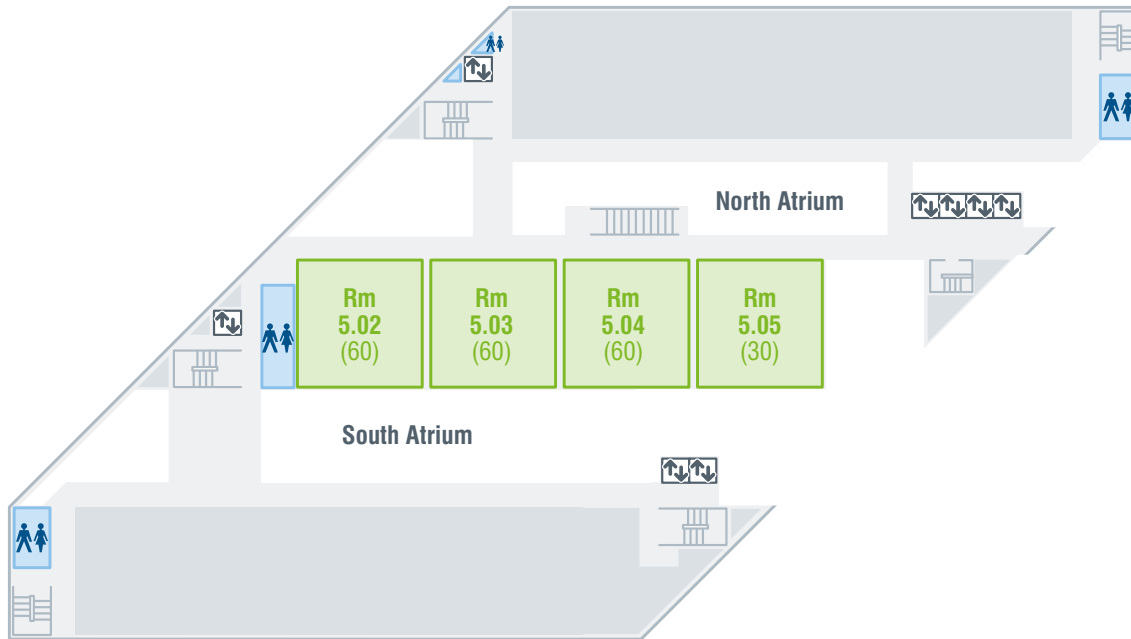 North Atrium
Rm
5.02
(60)
Rm
5.03
(60)
Rm
5.04
(60)
Rm
5.05
(30)
South Atrium